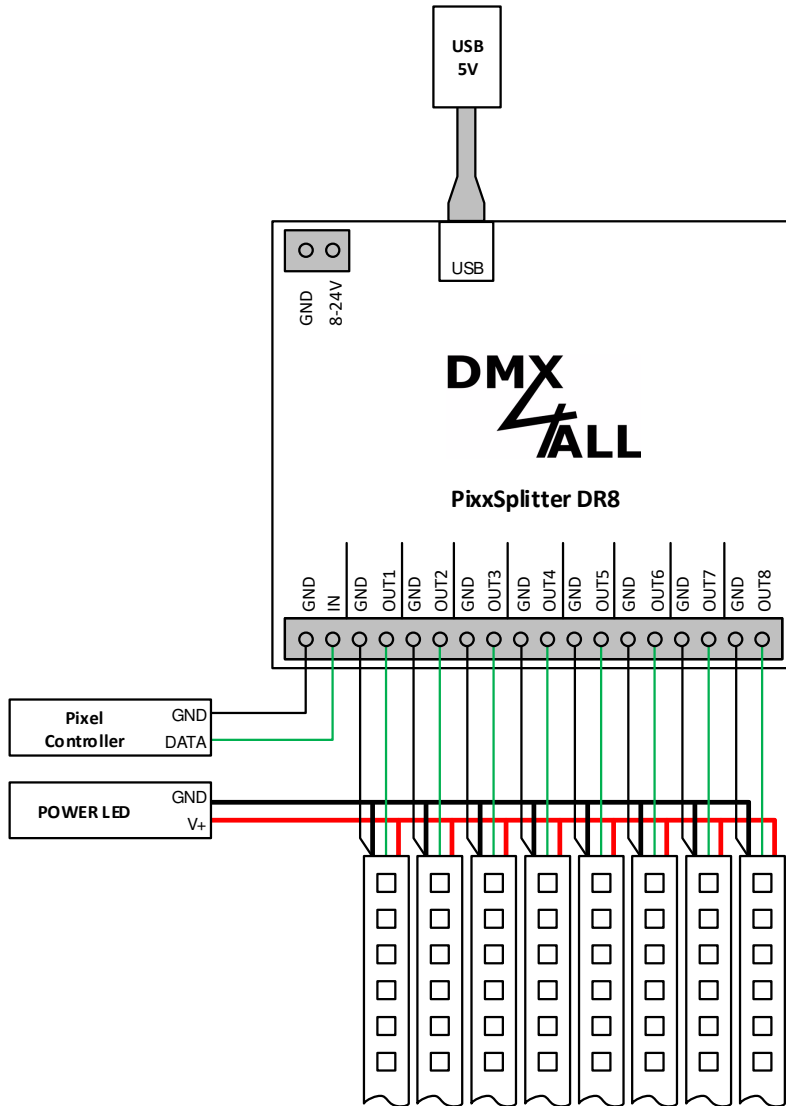 USB
5V
USB
GND
8-24V
DMX
4
ALL
PixxSplitter DR8
GND
IN
GND
OUT1
GND
OUT2
GND
OUT3
GND
OUT4
GND
OUT5
GND
OUT6
GND
OUT7
GND
OUT8
Pixel
Controller
GND
DATA
POWER LED
GND
V+